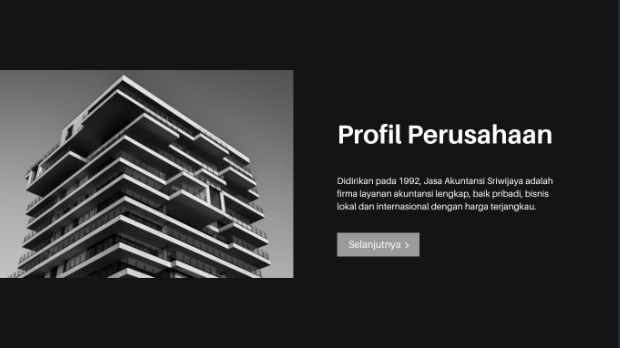 Profil Perusahaan
Didirikan pada 1992, Jasa Akuntansi Sriwijaya adalah
firma layanan akuntansi lengkap, baik pribadi, bisnis
lokal dan internasional dengan harga terjangkau.
Selanjutnya